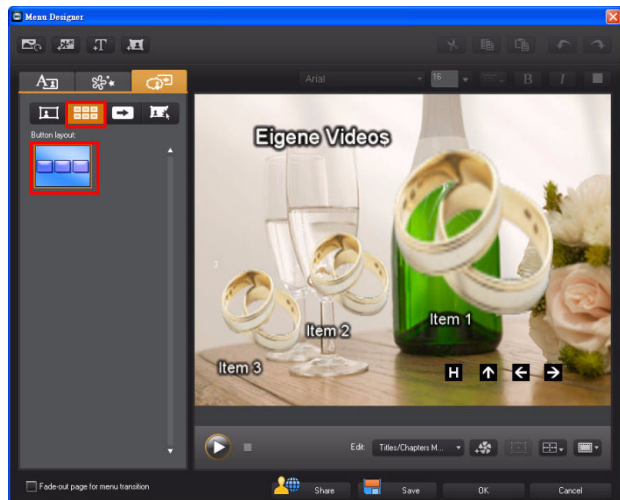 Menu Designer
T
A
Arial 16 B I
Button layout:
Eigene Videos
Item 1
Item 2
Item 3
H
Edit: Titles/Chapters M...
Fade-out page for menu transition
Share Save OK Cancel